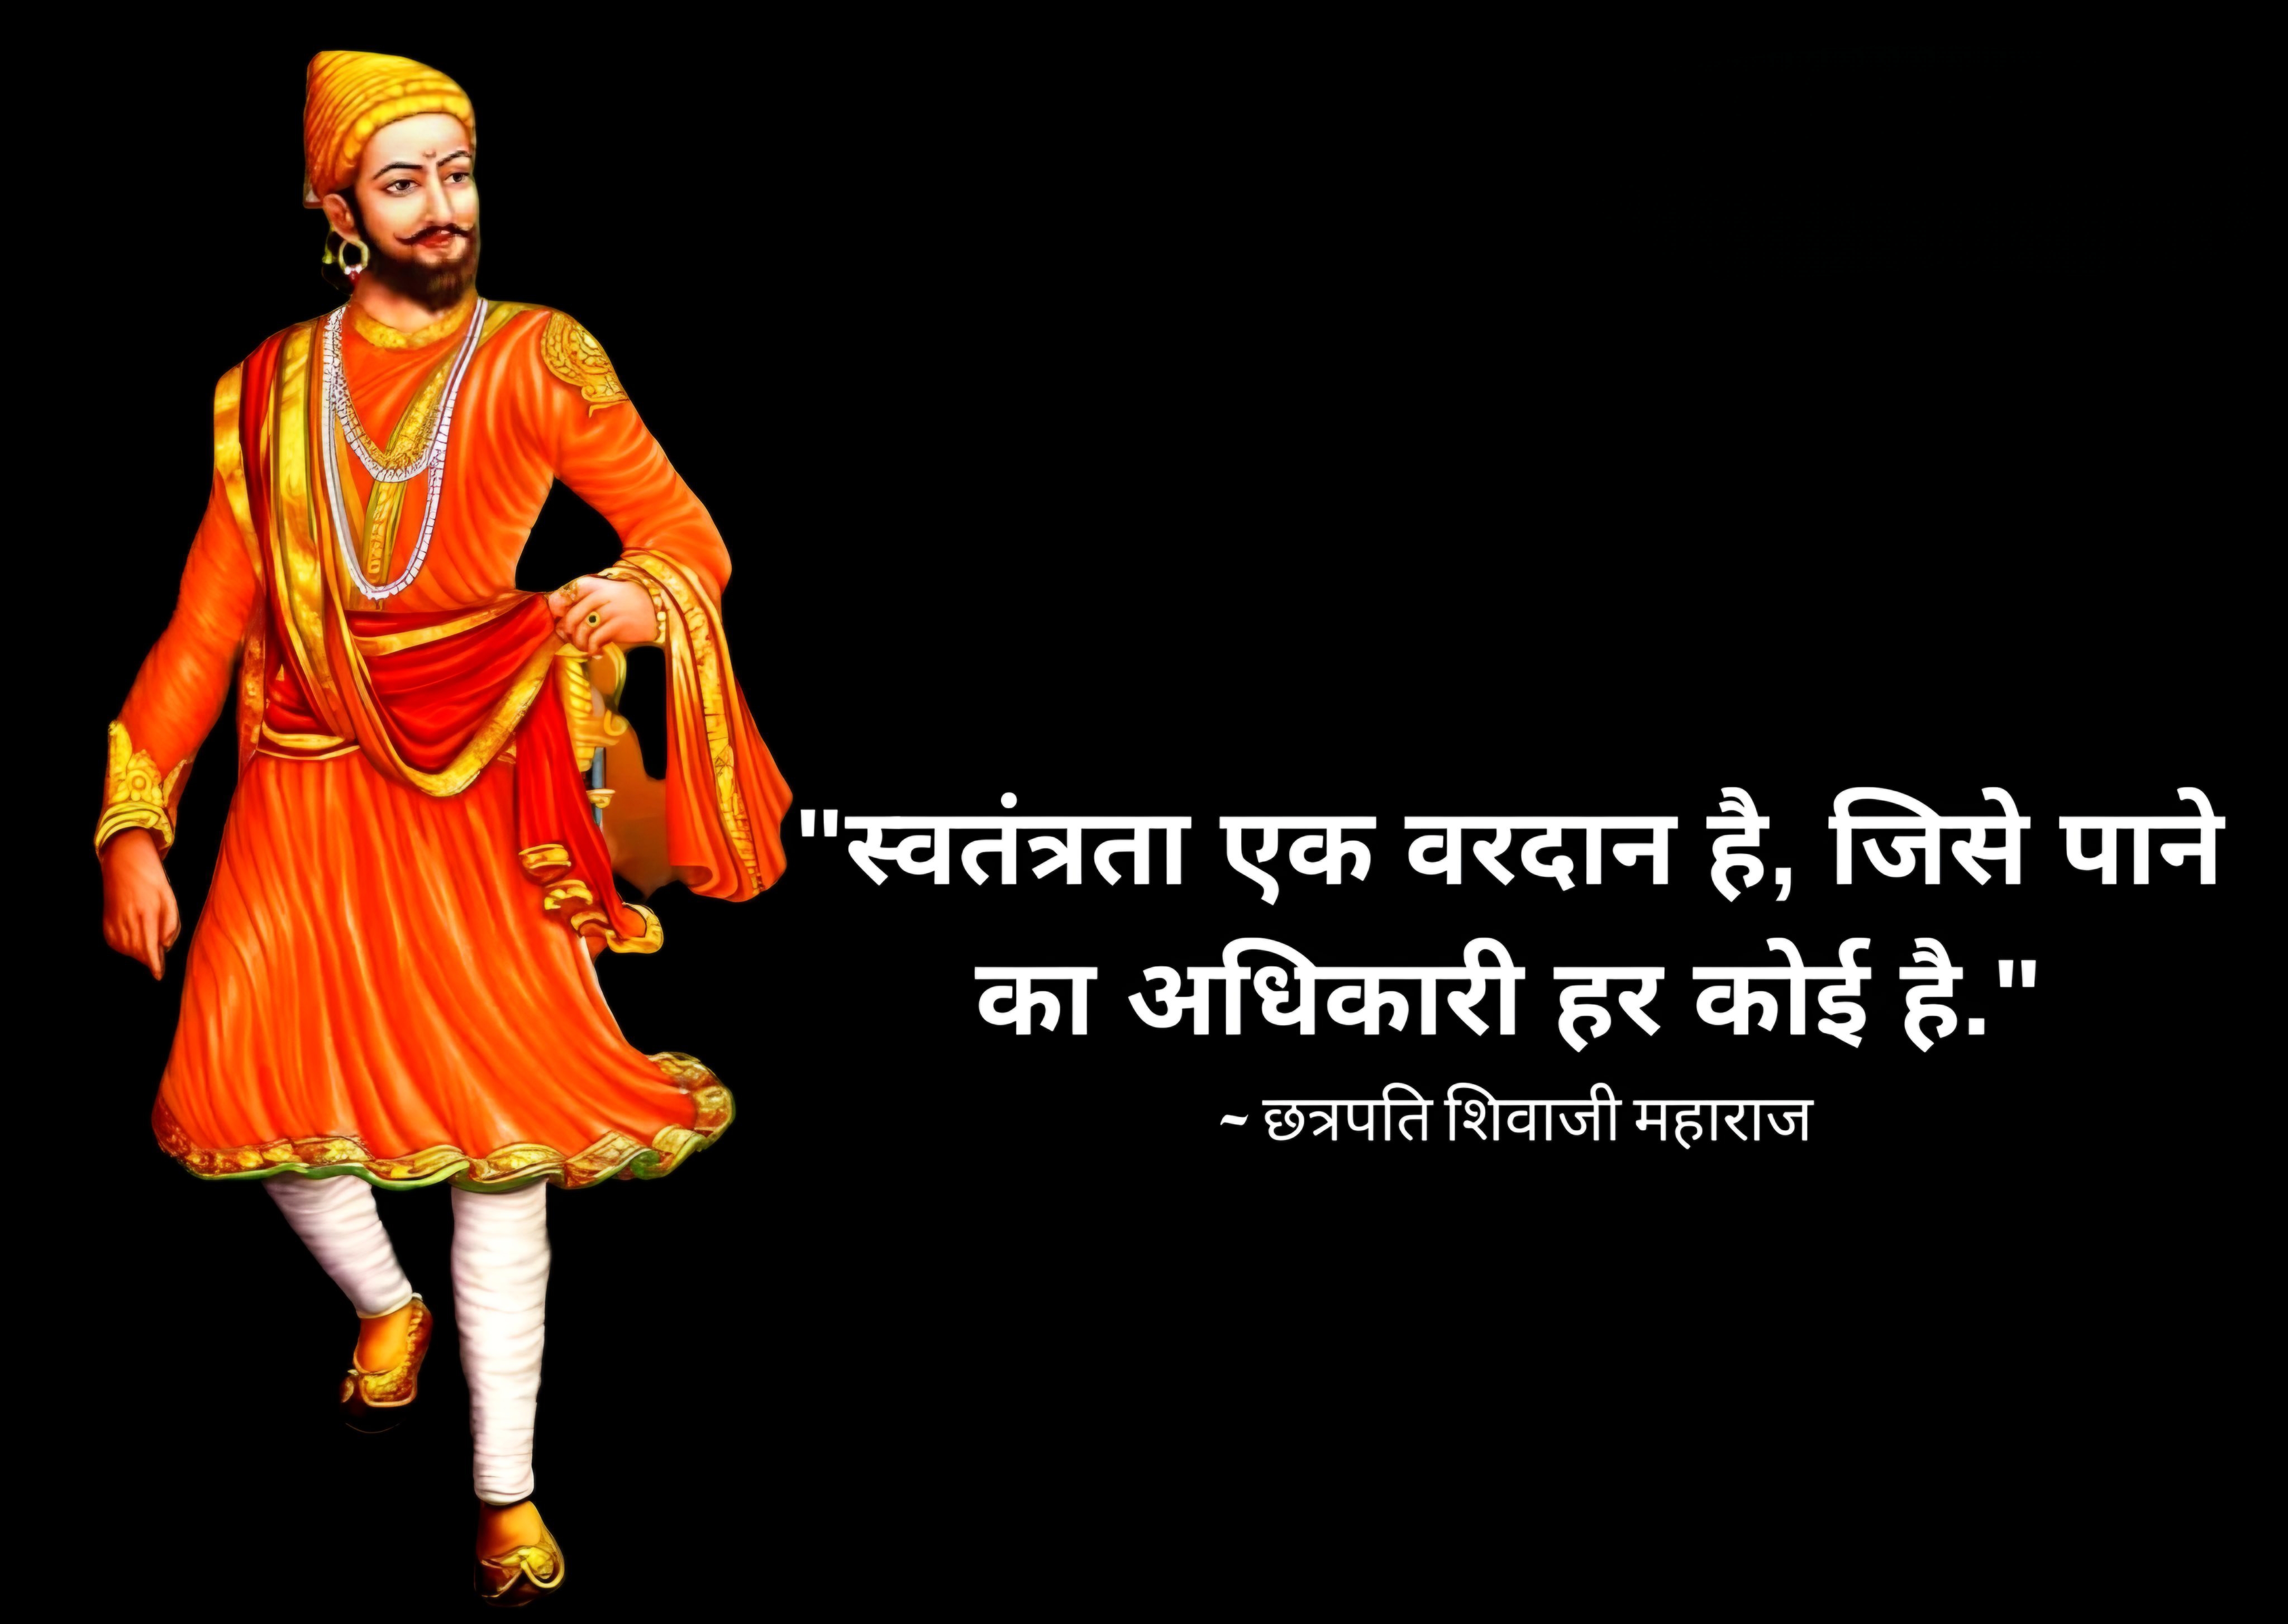 "स्वतंत्रता एक वरदान है, जिसे पाने
का अधिकारी हर कोई है."
~ छत्रपति शिवाजी महाराज